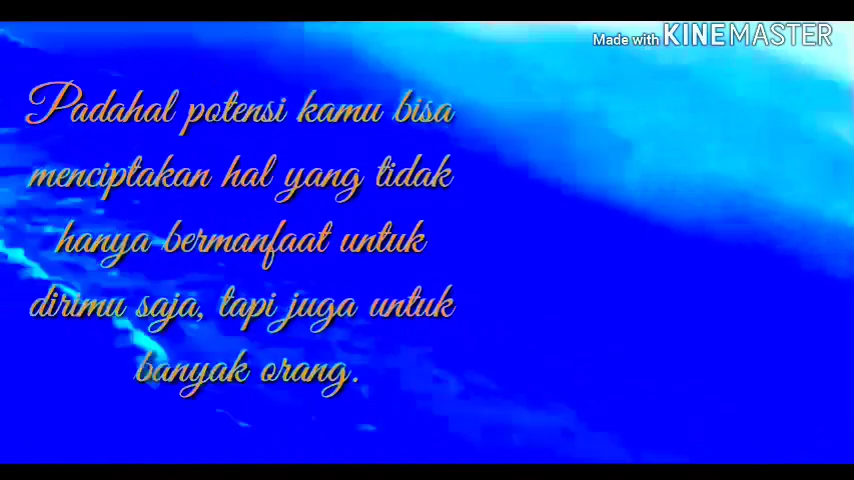 Made with KINEMASTER
Padahal potensi kamu bisa
menciptakan hal yang tidak
hanya bermanfaat untuk
dirimu saja, tapi juga untuk
banyak orang.